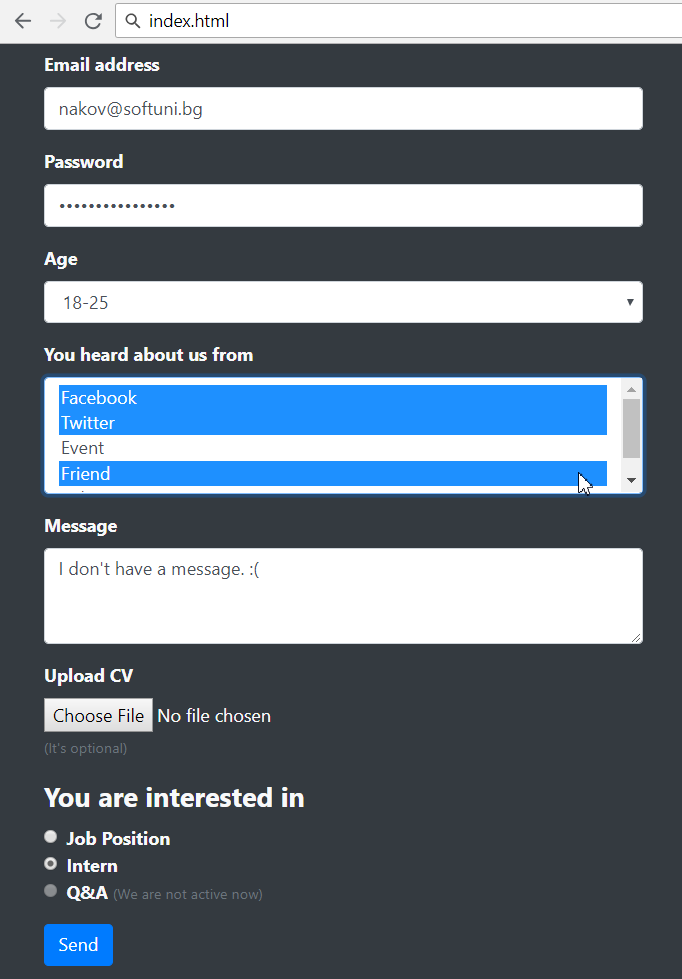 index.html
Email address
nakov@softuni.bg
Password
••••••••••••••••
Age
18-25
You heard about us from
Facebook
Twitter
Event
Friend
Message
I don't have a message. :(
Upload CV
Choose File No file chosen
(It's optional)
You are interested in
Job Position
Intern
Q&A (We are not active now)
Send